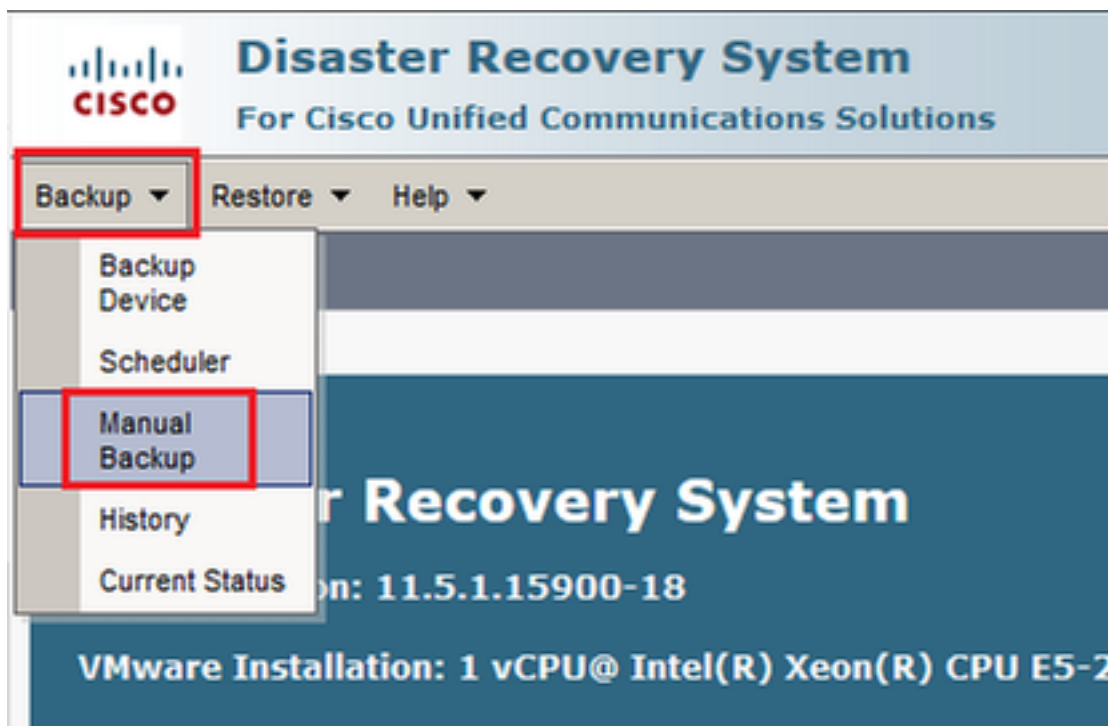 CISCO
Disaster Recovery System
For Cisco Unified Communications Solutions
Backup Restore Help
Backup
Device
Scheduler
Manual
Backup
History
Current Status
r Recovery System
on: 11.5.1.15900-18
VMware Installation: 1 vCPU@ Intel(R) Xeon(R) CPU E5-2